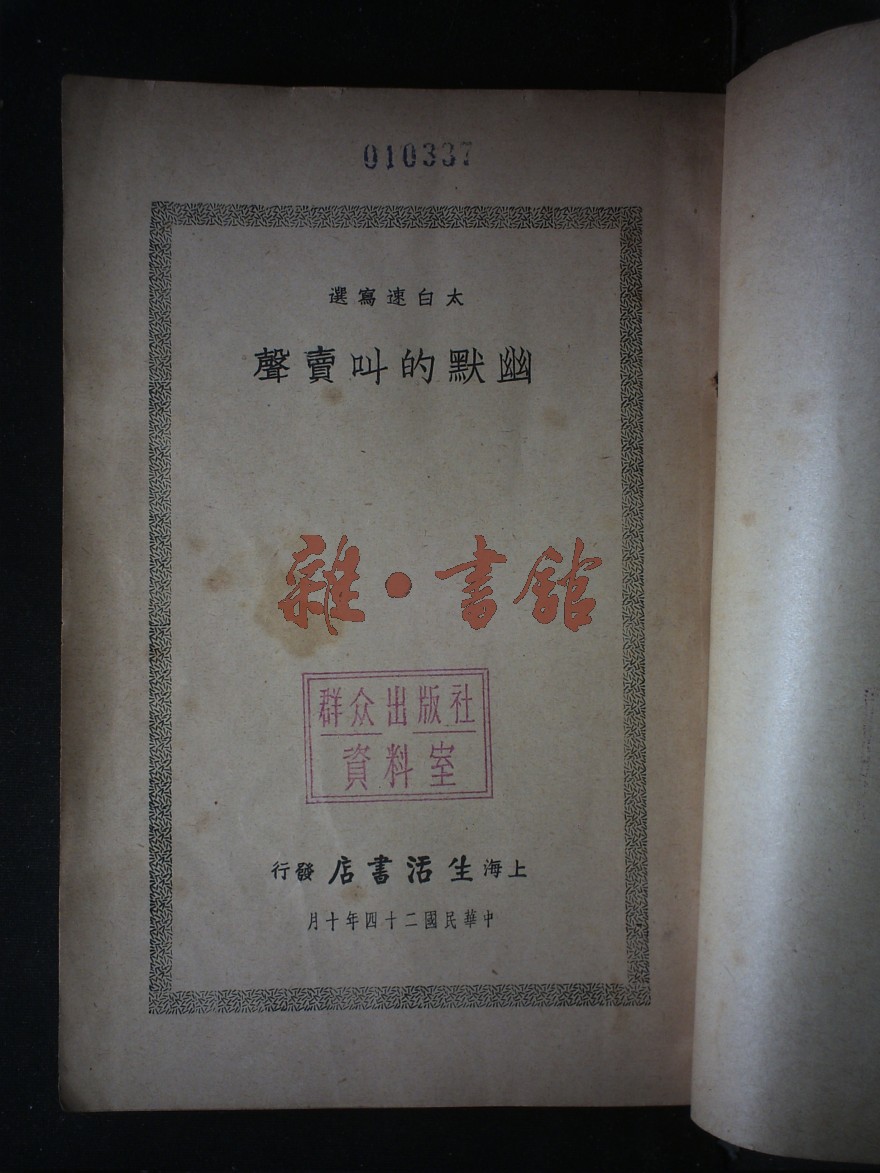 010337
太白速寫選
幽默的叫賣聲
雜·書館
群众出版社
資料室
上海生活書店發行
中華民國二十四年十月